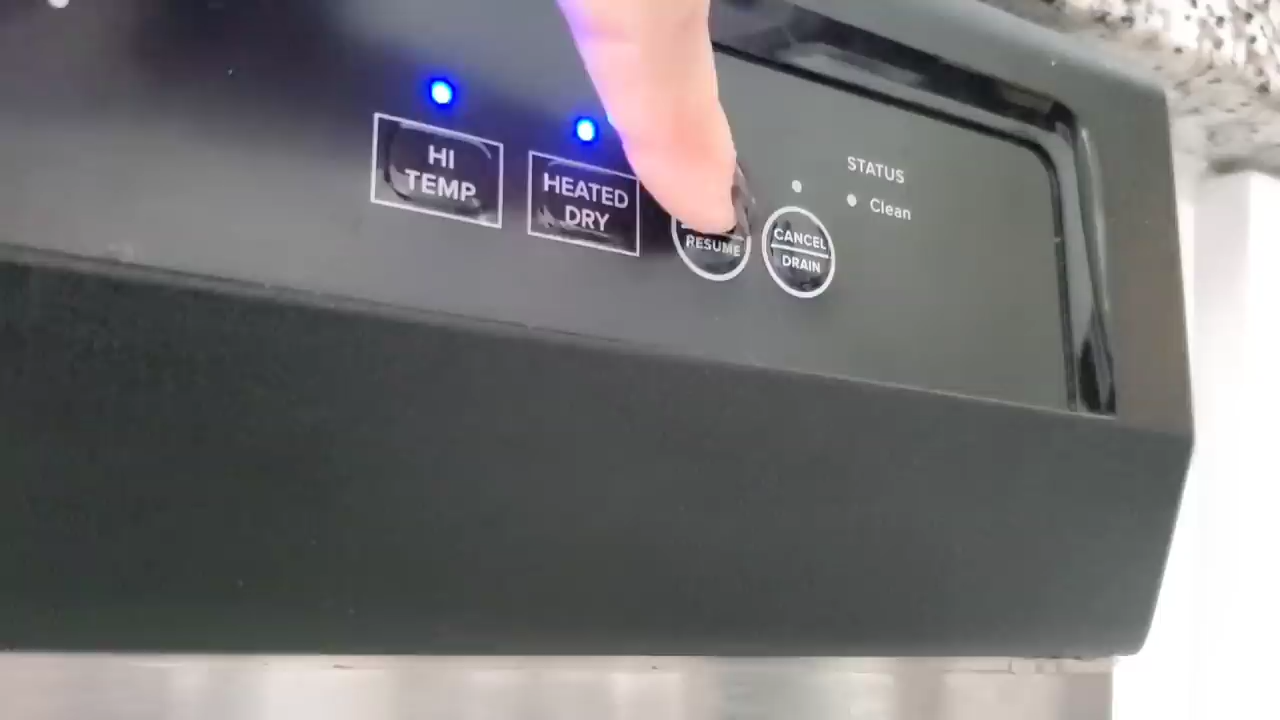 HI
TEMP
HEATED
DRY
RESUME
CANCEL
DRAIN
STATUS
Clean